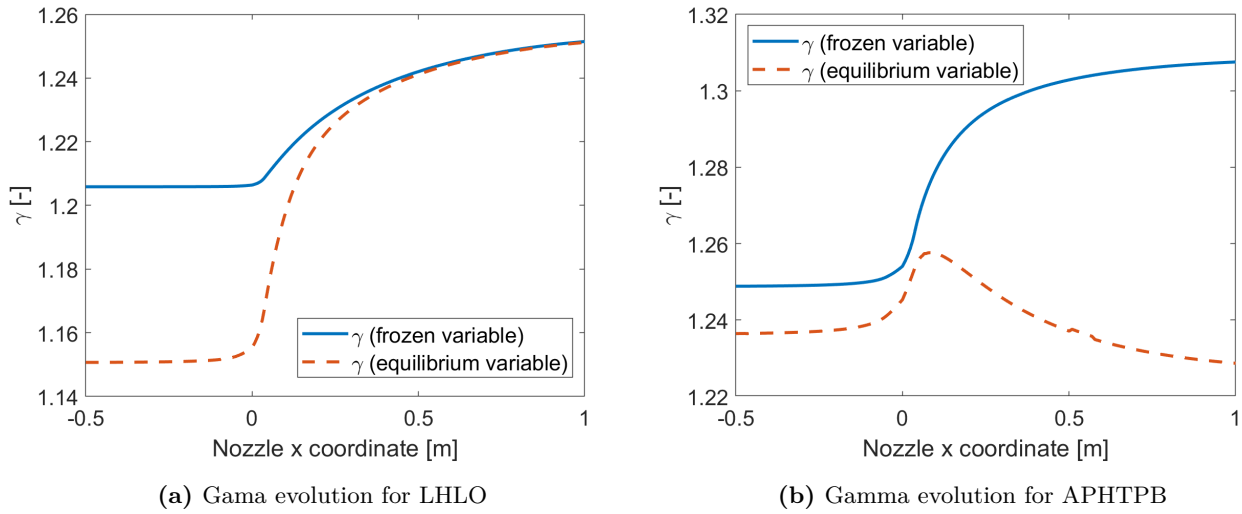 1.26
1.24
1.22
1.2
1.18
1.16
1.14
-0.5
0
0.5
1
γ [-]
Nozzle x coordinate [m]
γ (frozen variable)
γ (equilibrium variable)
(a) Gama evolution for LHLO
1.32
1.3
1.28
1.26
1.24
1.22
-0.5
0
0.5
1
γ [-]
Nozzle x coordinate [m]
γ (frozen variable)
γ (equilibrium variable)
(b) Gamma evolution for APHTPB